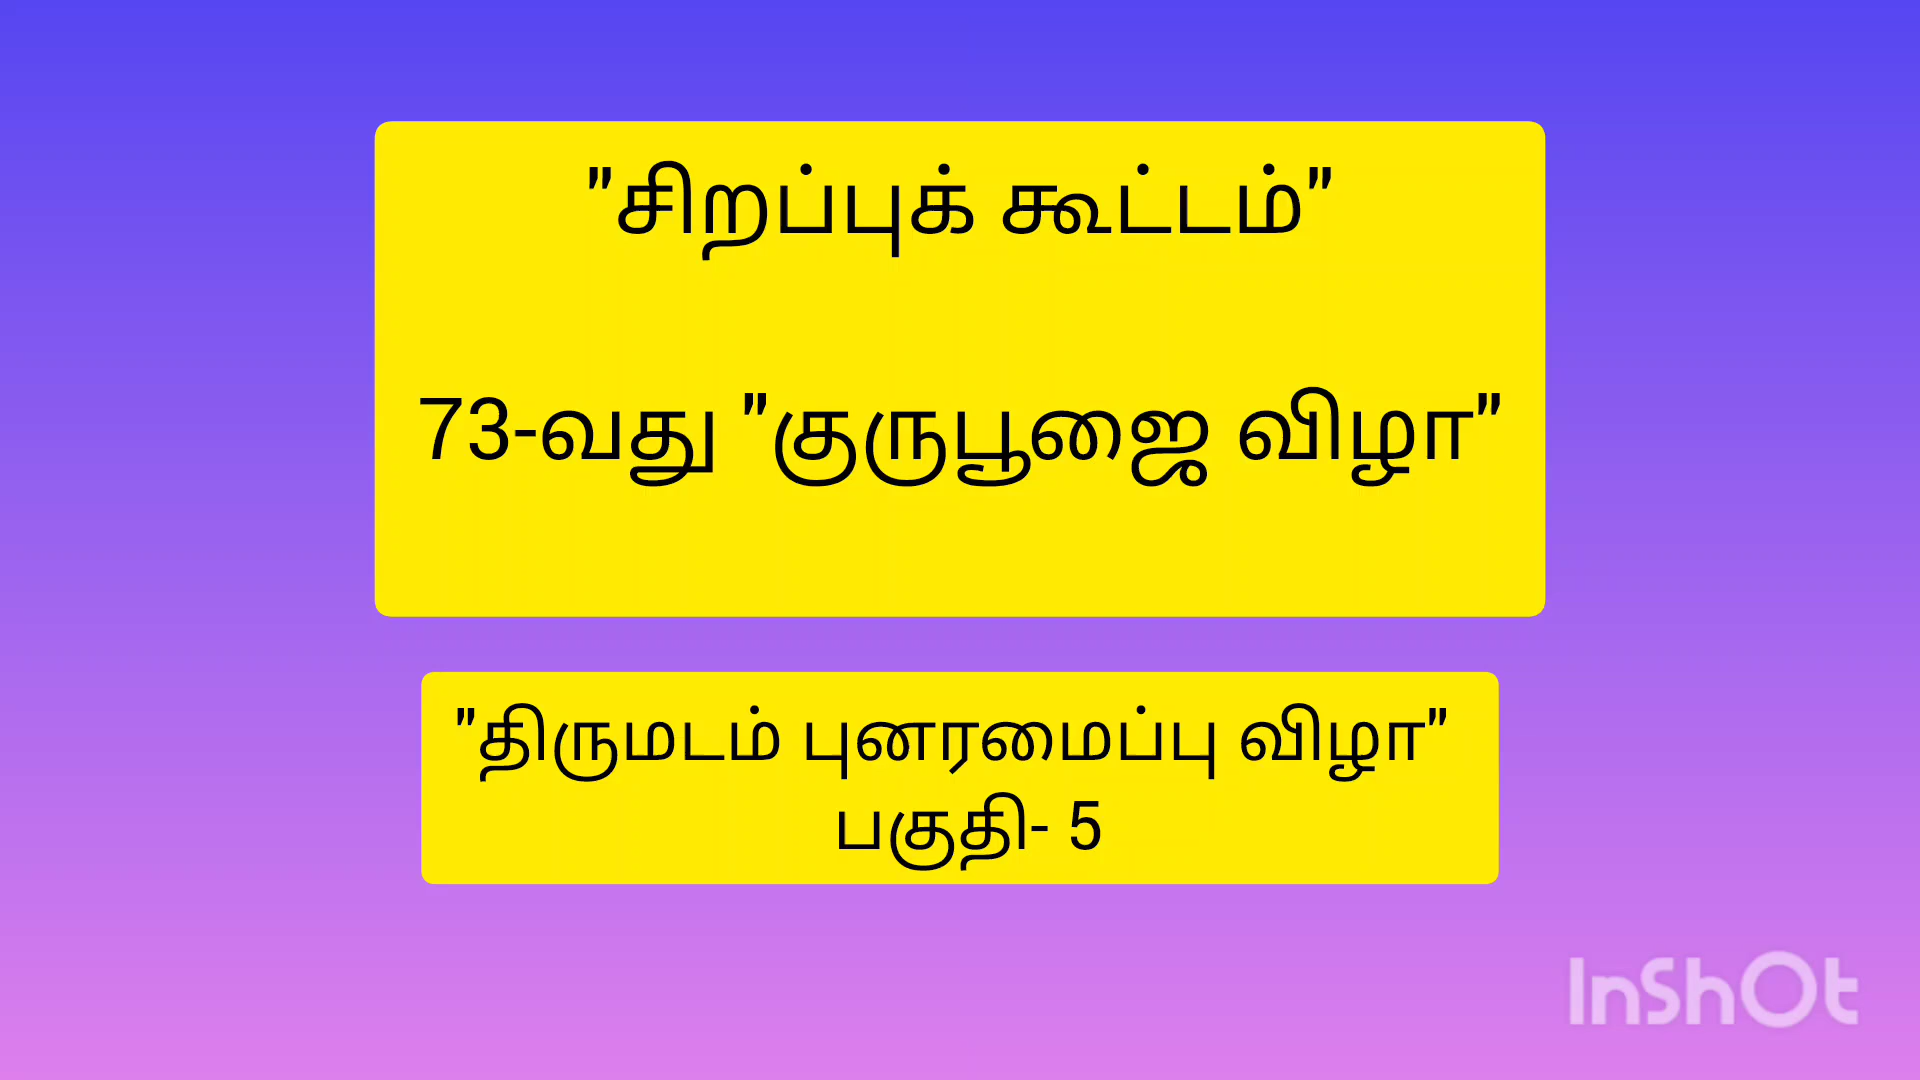 "சிறப்புக் கூட்டம்"
73-வது "குருபூஜை விழா"
"திருமடம் புனரமைப்பு விழா"
பகுதி- 5
InShOt